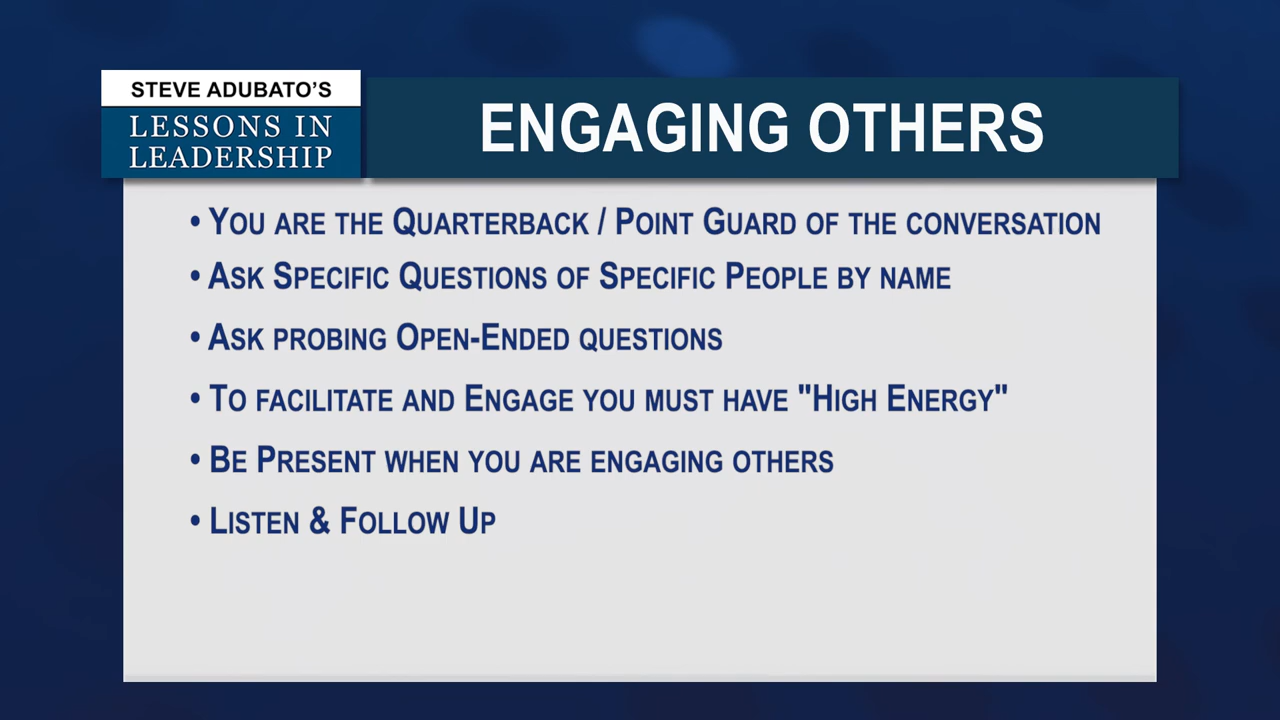 STEVE ADUBATO'S
LESSONS IN
LEADERSHIP
ENGAGING OTHERS
• YOU ARE THE QUARTERBACK / POINT GUARD OF THE CONVERSATION
• ASK SPECIFIC QUESTIONS OF SPECIFIC PEOPLE BY NAME
• ASK PROBING OPEN-ENDED QUESTIONS
• TO FACILITATE AND ENGAGE YOU MUST HAVE "HIGH ENERGY"
• BE PRESENT WHEN YOU ARE ENGAGING OTHERS
• LISTEN & FOLLOW UP